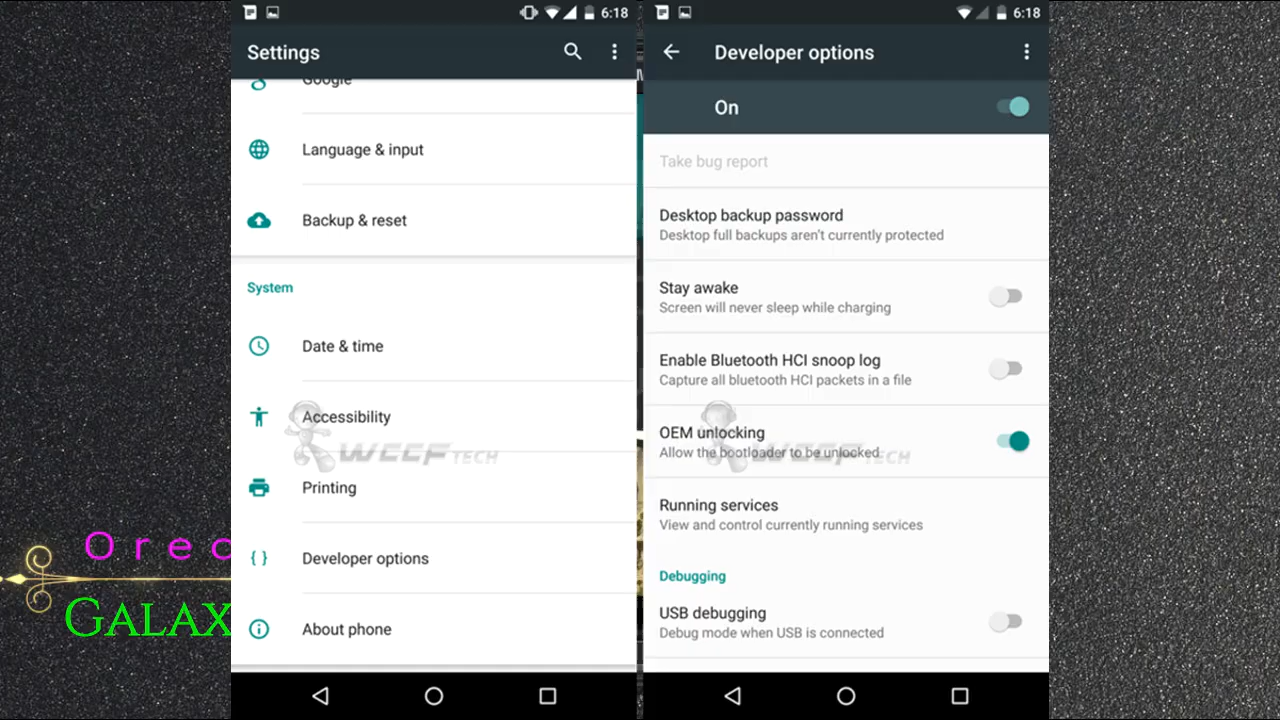 6:18
Settings
Google
Language & input
Backup & reset
System
Date & time
Accessibility
Printing
Developer options
About phone
WCCFTECH
6:18
Developer options
On
Take bug report
Desktop backup password
Desktop full backups aren't currently protected
Stay awake
Screen will never sleep while charging
Enable Bluetooth HCI snoop log
Capture all bluetooth HCI packets in a file
OEM unlocking
Allow the bootloader to be unlocked
WCCFTECH
Running services
View and control currently running services
Debugging
USB debugging
Debug mode when USB is connected
Oreo
GALAX